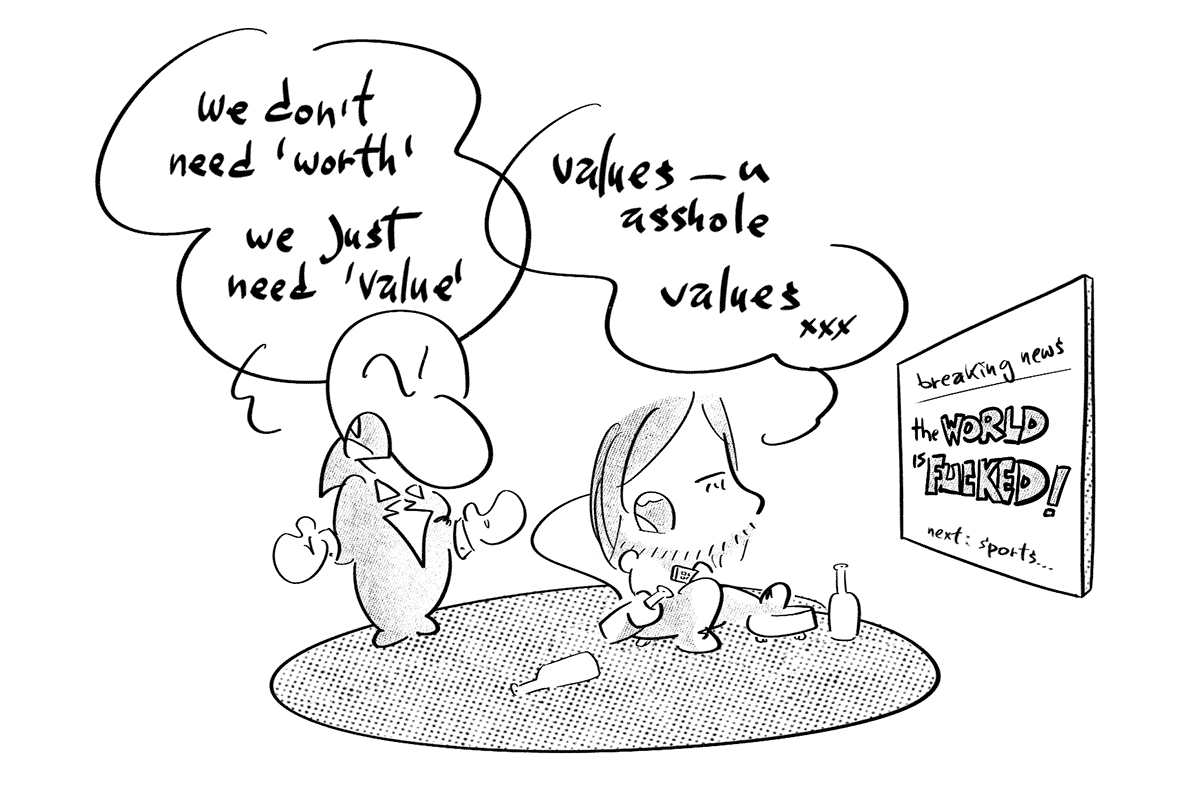 we don't
need 'worth'
we just
need 'value'
values – u
asshole
values
xxx
breaking news
the WORLD
is FUCKED!
next: sports...